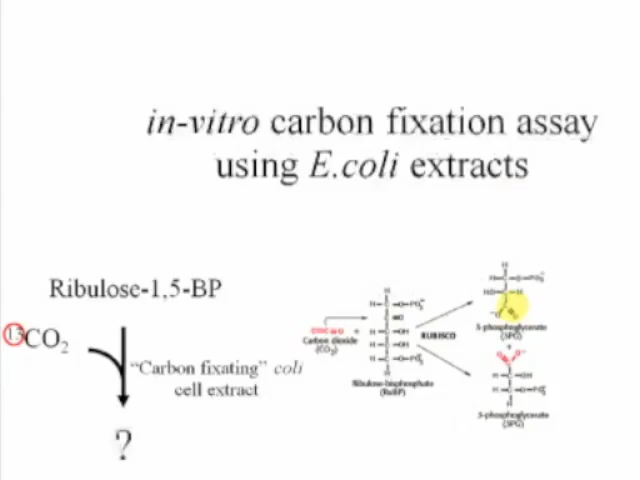 in-vitro carbon fixation assay
using E.coli extracts
Ribulose-1,5-BP
13CO2
"Carbon fixating" coli
cell extract
?
Carbon dioxide
(CO2)
+
Ribulose-bisphosphate
(RuBP)
RUBISCO
3-phosphoglycerate
(3PG)
+
3-phosphoglycerate
(3PG)